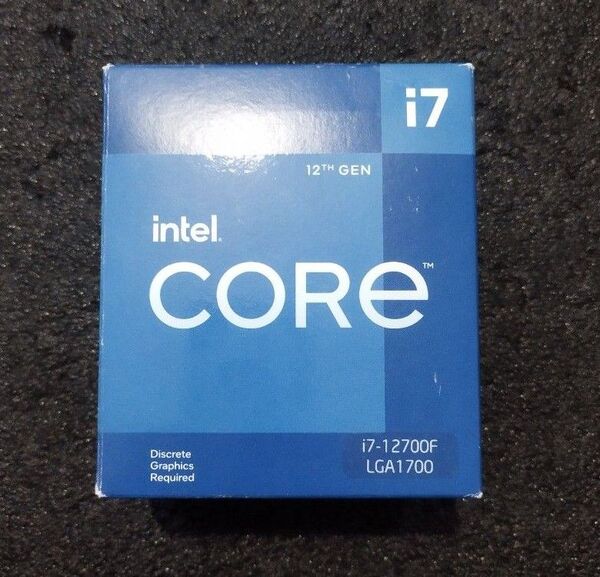 i7
12TH GEN
intel.
CORE™
Discrete
Graphics
Required
i7-12700F
LGA1700